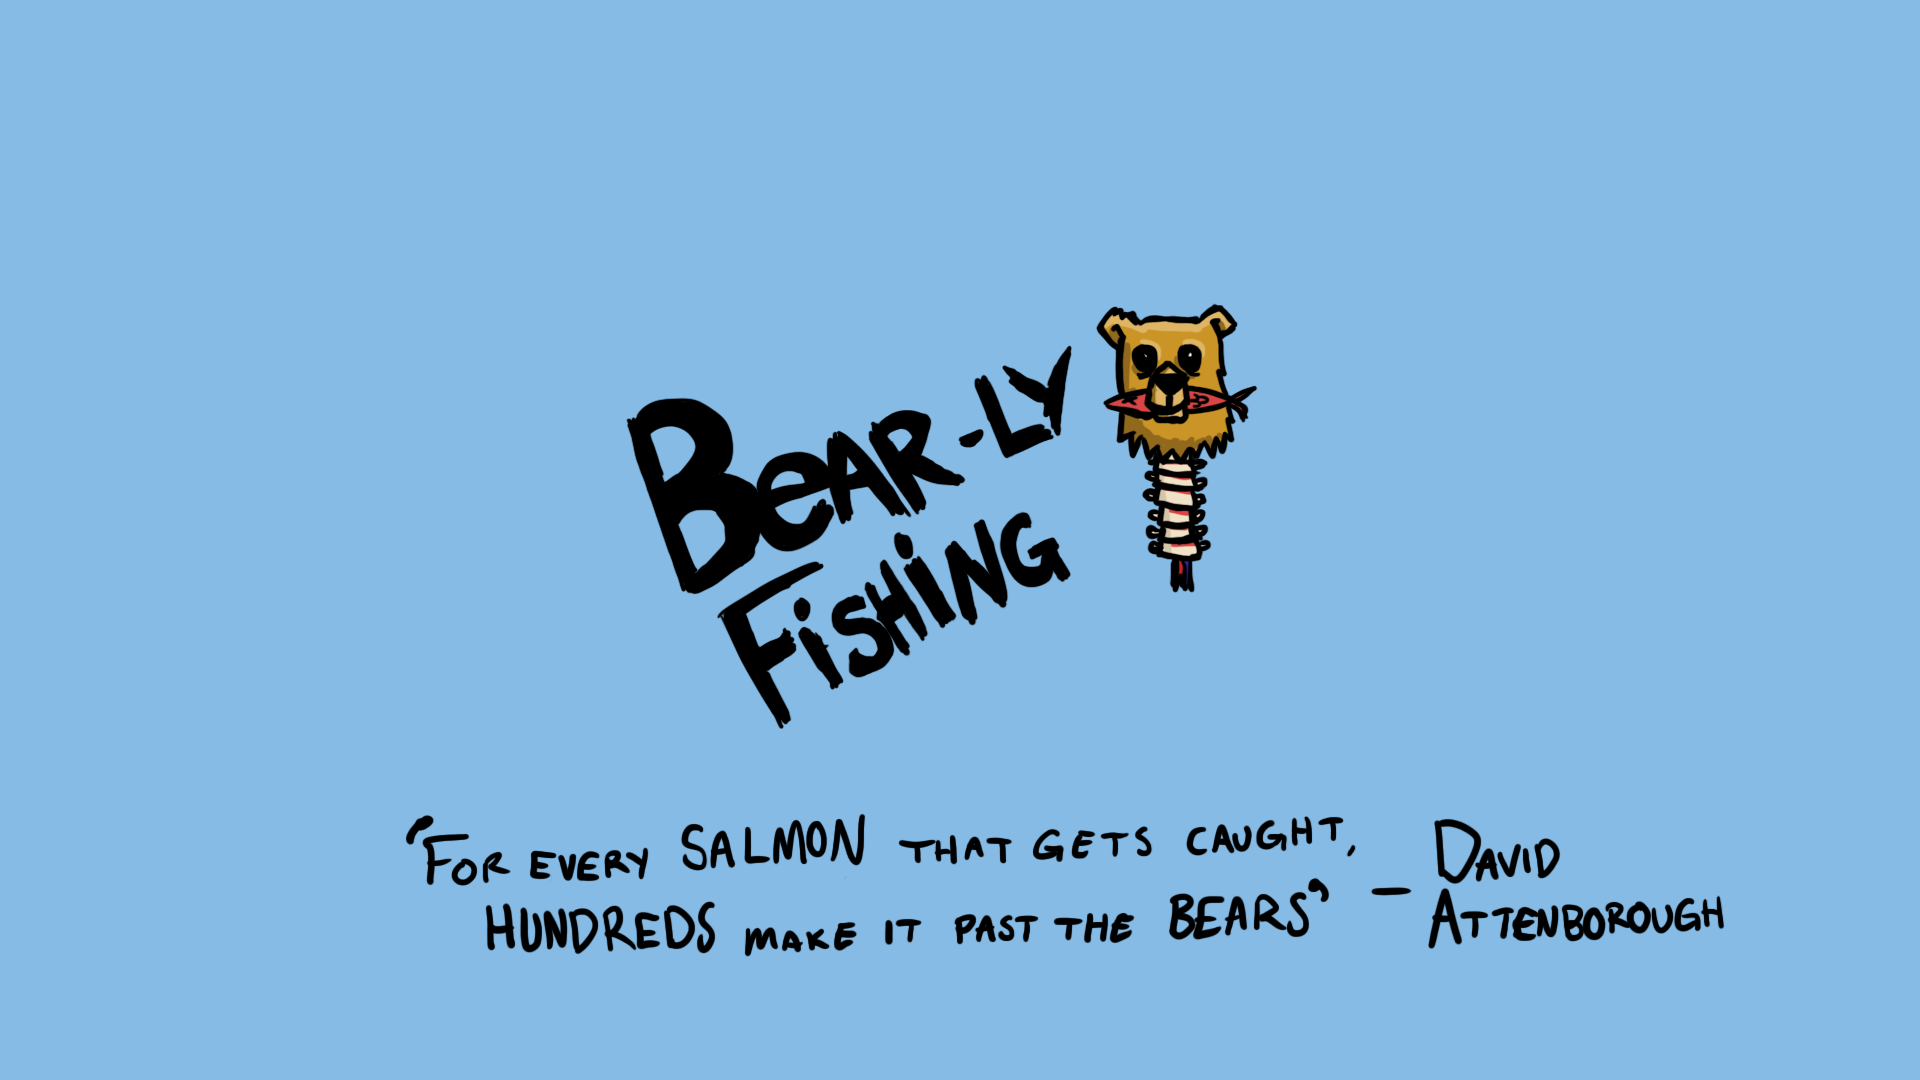 BeAR-LY
FiSHiNG
"FOR EVERY SALMON THAT GETS CAUGHT,
HUNDREDS MAKE IT PAST THE BEARS" – DAVID
ATTENBOROUGH